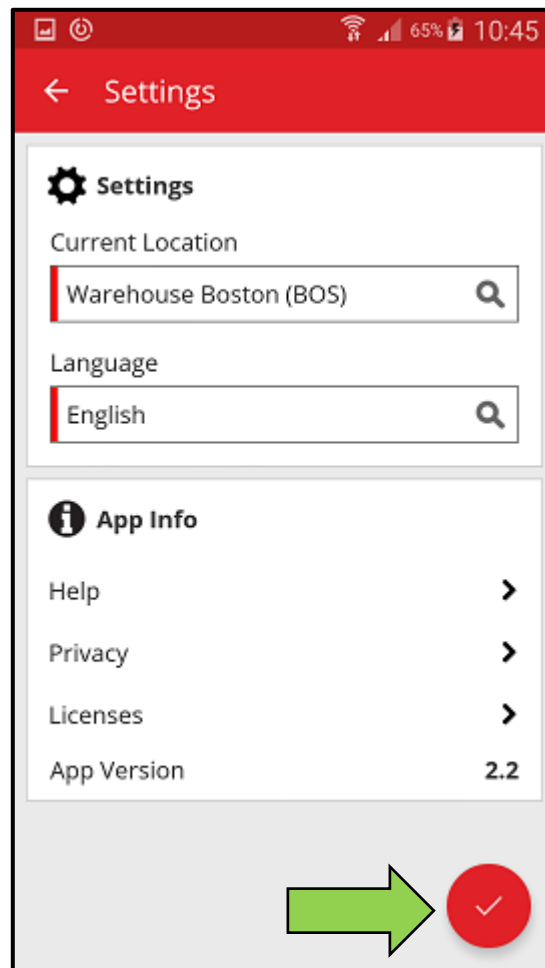 65% 10:45
Settings
Settings
Current Location
Warehouse Boston (BOS)
Language
English
App Info
Help
Privacy
Licenses
App Version 2.2